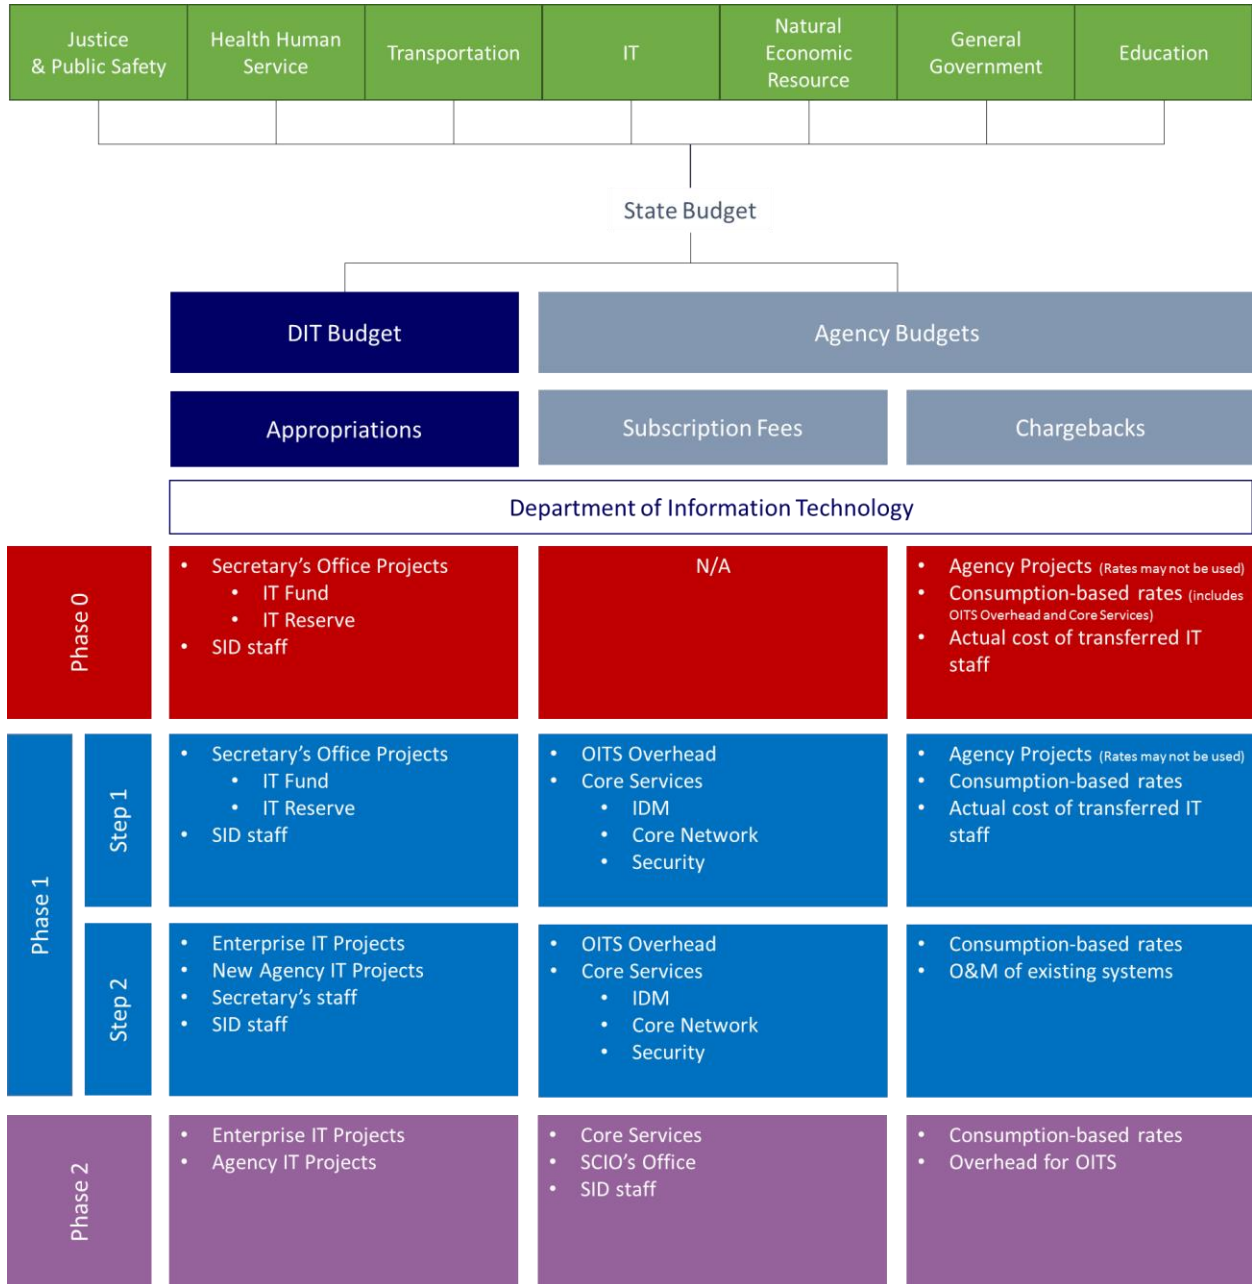 Justice
& Public Safety
Health Human
Service
Transportation
IT
Natural
Economic
Resource
General
Government
Education
State Budget
DIT Budget
Agency Budgets
Appropriations
Subscription Fees
Chargebacks
Department of Information Technology
Phase 0
• Secretary's Office Projects
• IT Fund
• IT Reserve
• SID staff
N/A
• Agency Projects (Rates may not be used)
• Consumption-based rates (includes
OITS Overhead and Core Services)
• Actual cost of transferred IT
staff
Phase 1
Step 1
• Secretary's Office Projects
• IT Fund
• IT Reserve
• SID staff
• OITS Overhead
• Core Services
• IDM
• Core Network
• Security
• Agency Projects (Rates may not be used)
• Consumption-based rates
• Actual cost of transferred IT
staff
Step 2
• Enterprise IT Projects
• New Agency IT Projects
• Secretary's staff
• SID staff
• OITS Overhead
• Core Services
• IDM
• Core Network
• Security
• Consumption-based rates
• O&M of existing systems
Phase 2
• Enterprise IT Projects
• Agency IT Projects
• Core Services
• SCIO's Office
• SID staff
• Consumption-based rates
• Overhead for OITS